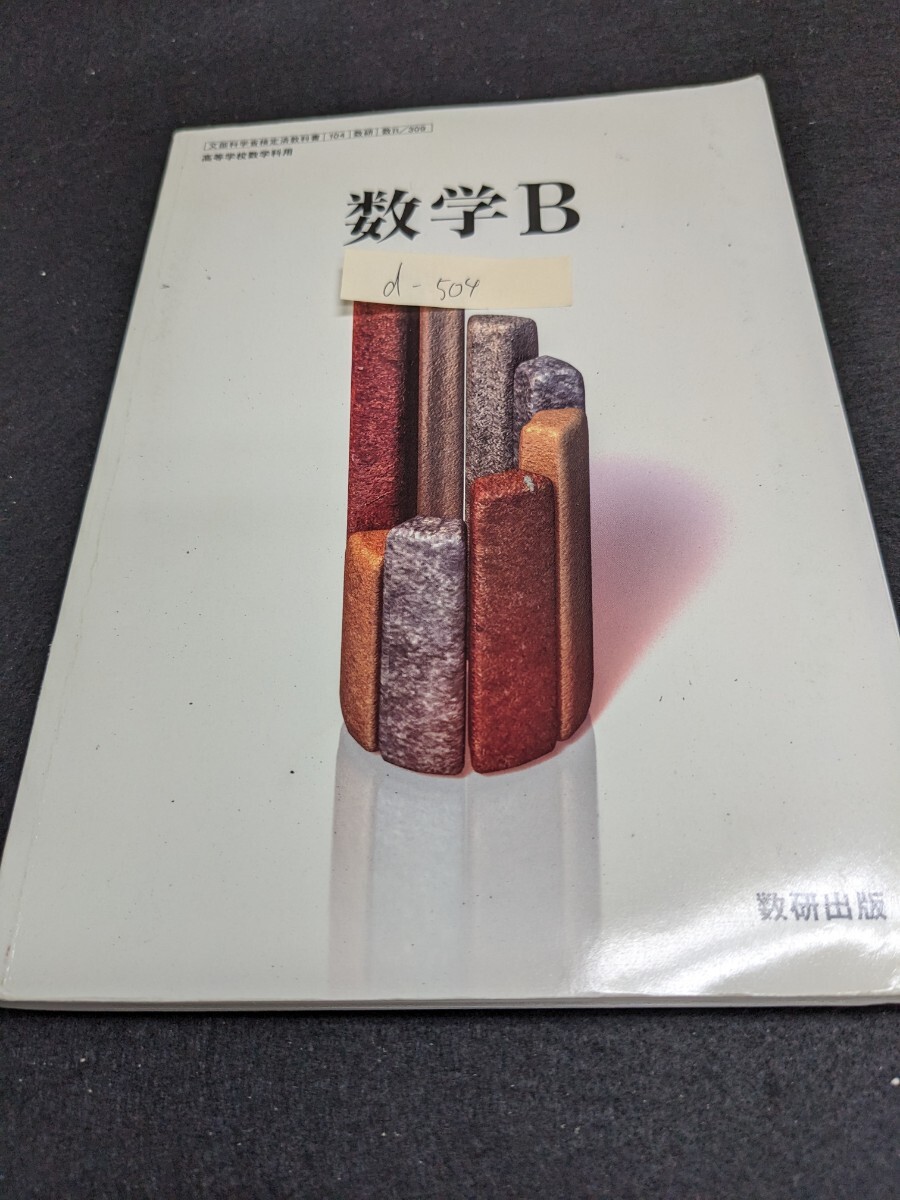 文部科学省検定済教科書 104 数研 数B/309
高等学校数学科用
数学B
d-504
数研出版